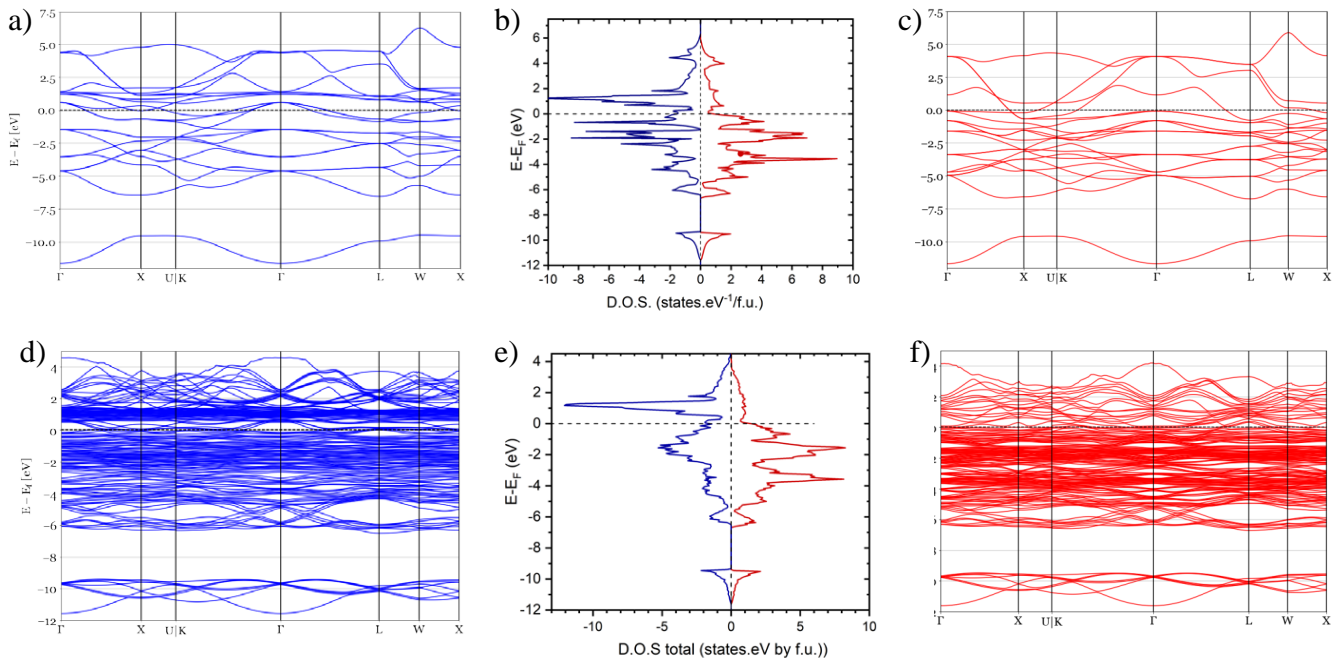 a)
7.5
5.0
2.5
0.0
−2.5
−5.0
−7.5
−10.0
E − Ef [eV]
Γ X U|K Γ L W X
b)
6
4
2
0
-2
-4
-6
-8
-10
-12
E-EF (eV)
-10 -8 -6 -4 -2 0 2 4 6 8 10
D.O.S. (states.eV⁻¹/f.u.)
c)
7.5
5.0
2.5
0.0
−2.5
−5.0
−7.5
−10.0
Γ X U|K Γ L W X
d)
4
2
0
−2
−4
−6
−8
−10
−12
E − Ef [eV]
Γ X U|K Γ L W X
e)
4
2
0
-2
-4
-6
-8
-10
-12
E-EF (eV)
-10 -5 0 5 10
D.O.S total (states.eV by f.u.))
f)
Γ X U|K Γ L W X